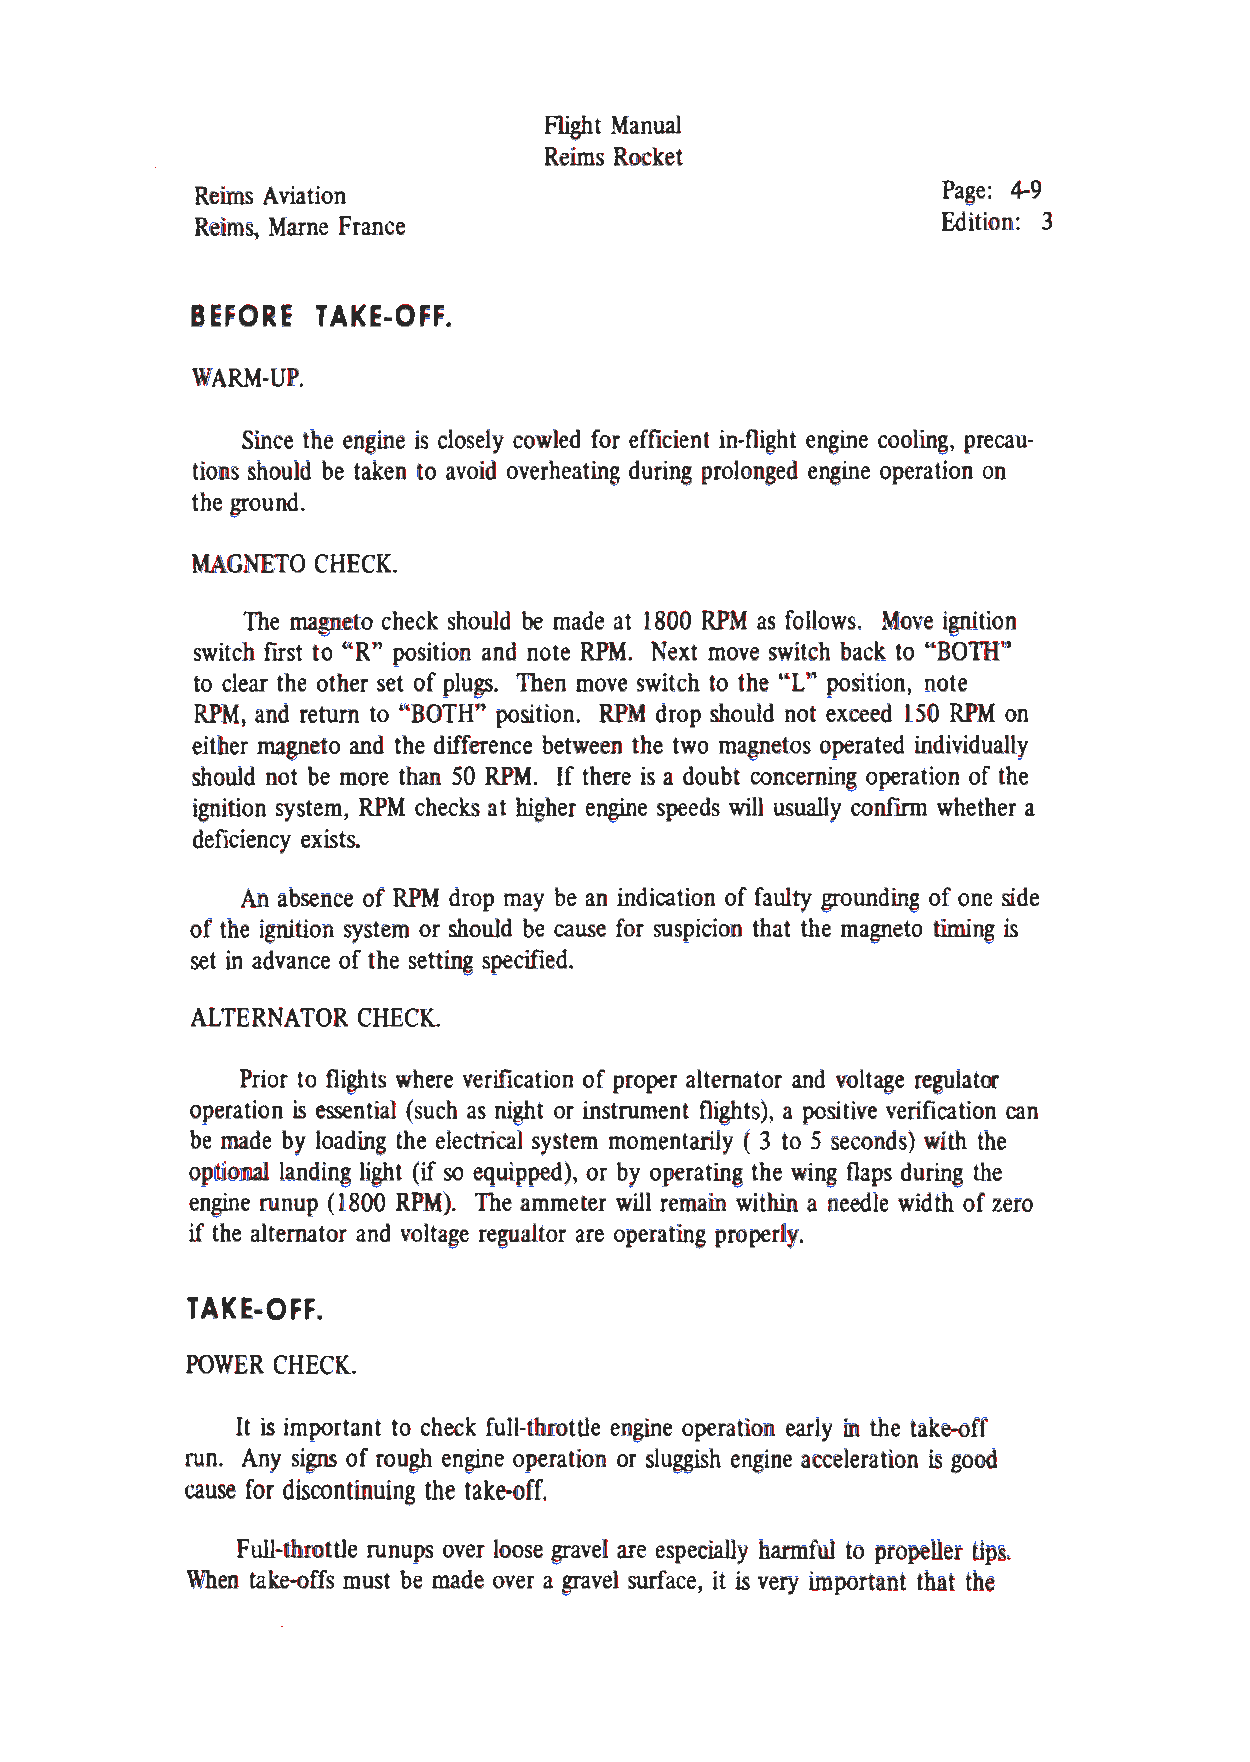 Flight Manual
Reims Rocket
Reims Aviation
Page: 4-9
Reims, Marne France
Edition: 3
BEFORE TAKE-OFF.
WARM-UP.
Since the engine is closely cowled for efficient in-flight engine cooling, precau-
tions should be taken to avoid overheating during prolonged engine operation on
the ground.
MAGNETO CHECK.
The magneto check should be made at 1800 RPM as follows. Move ignition
switch first to “R” position and note RPM. Next move switch back to “BOTH”
to clear the other set of plugs. Then move switch to the “L” position, note
RPM, and return to “BOTH” position. RPM drop should not exceed 150 RPM on
either magneto and the difference between the two magnetos operated individually
should not be more than 50 RPM. If there is a doubt concerning operation of the
ignition system, RPM checks at higher engine speeds will usually confirm whether a
deficiency exists.
An absence of RPM drop may be an indication of faulty grounding of one side
of the ignition system or should be cause for suspicion that the magneto timing is
set in advance of the setting specified.
ALTERNATOR CHECK.
Prior to flights where verification of proper alternator and voltage regulator
operation is essential (such as night or instrument flights), a positive verification can
be made by loading the electrical system momentarily ( 3 to 5 seconds) with the
optional landing light (if so equipped), or by operating the wing flaps during the
engine runup (1800 RPM). The ammeter will remain within a needle width of zero
if the alternator and voltage regualtor are operating properly.
TAKE-OFF.
POWER CHECK.
It is important to check full-throttle engine operation early in the take-off
run. Any signs of rough engine operation or sluggish engine acceleration is good
cause for discontinuing the take-off.
Full-throttle runups over loose gravel are especially harmful to propeller tips.
When take-offs must be made over a gravel surface, it is very important that the